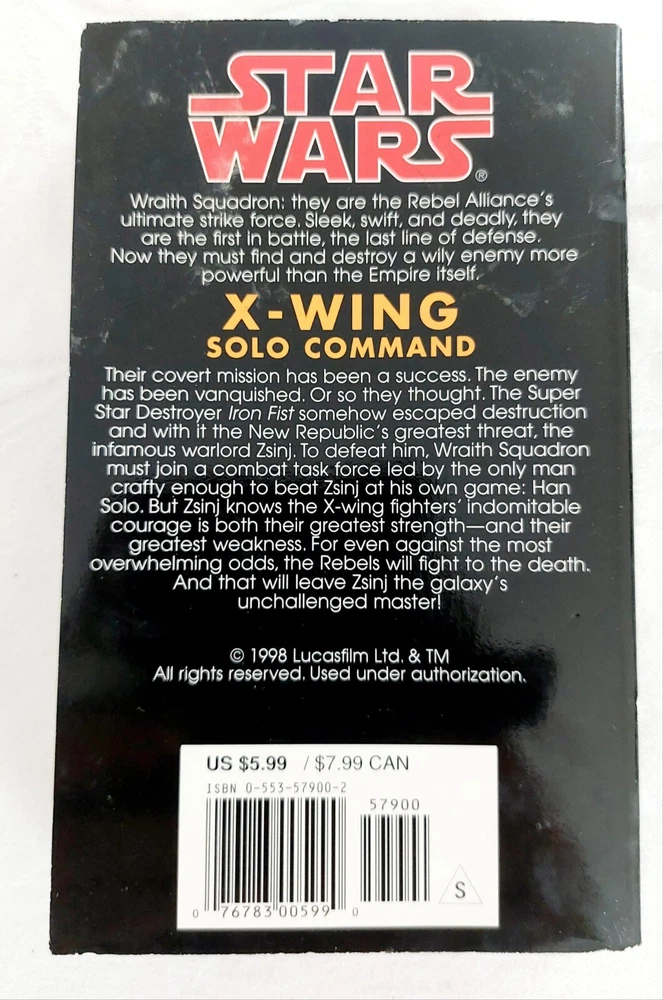 STAR
WARS®
Wraith Squadron: they are the Rebel Alliance's
ultimate strike force. Sleek, swift, and deadly, they
are the first in battle, the last line of defense.
Now they must find and destroy a wily enemy more
powerful than the Empire itself.
X-WING
SOLO COMMAND
Their covert mission has been a success. The enemy
has been vanquished. Or so they thought. The Super
Star Destroyer Iron Fist somehow escaped destruction
and with it the New Republic's greatest threat, the
infamous warlord Zsinj. To defeat him, Wraith Squadron
must join a combat task force led by the only man
crafty enough to beat Zsinj at his own game: Han
Solo. But Zsinj knows the X-wing fighters' indomitable
courage is both their greatest strength—and their
greatest weakness. For even against the most
overwhelming odds, the Rebels will fight to the death.
And that will leave Zsinj the galaxy's
unchallenged master!
© 1998 Lucasfilm Ltd. & TM
All rights reserved. Used under authorization.
US $5.99 / $7.99 CAN
ISBN 0-553-57900-2
57900
S
0 76783 00599 0